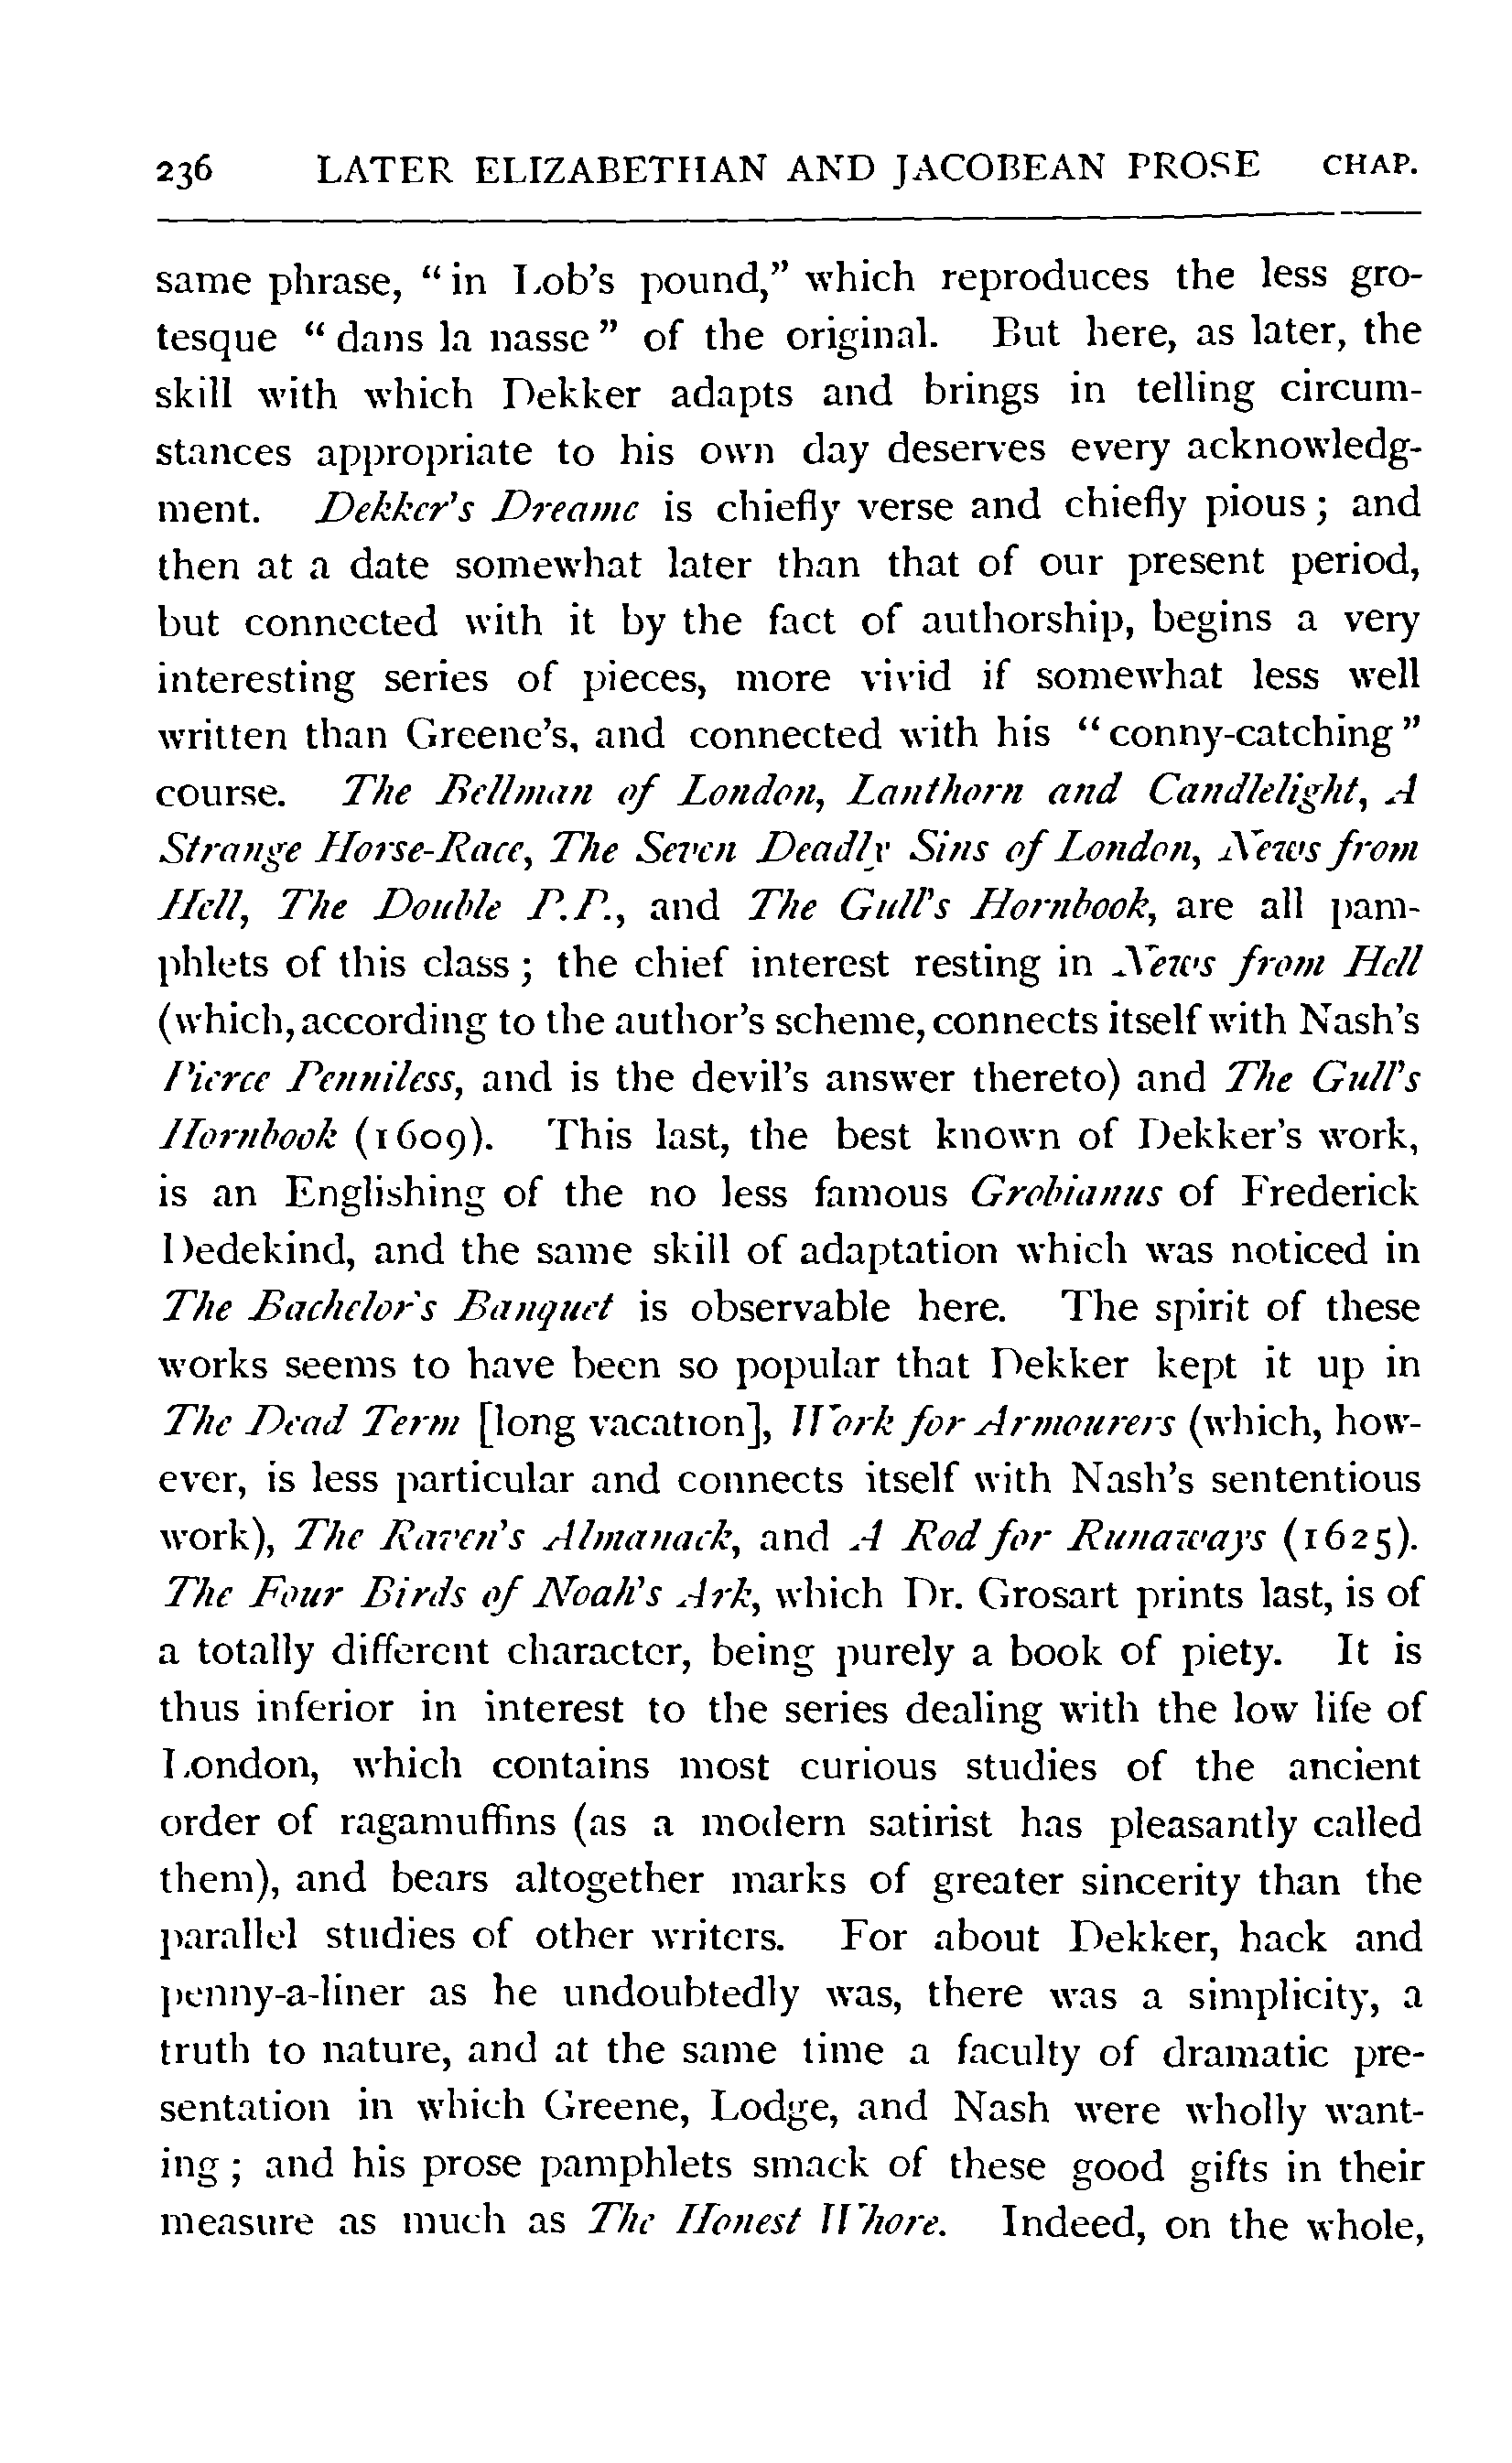 236 LATER ELIZABETHAN AND JACOBEAN PROSE CHAP.
same phrase, “in Lob’s pound,” which reproduces the less gro-
tesque “dans la nasse” of the original. But here, as later, the
skill with which Dekker adapts and brings in telling circum-
stances appropriate to his own day deserves every acknowledg-
ment. Dekker’s Dreame is chiefly verse and chiefly pious; and
then at a date somewhat later than that of our present period,
but connected with it by the fact of authorship, begins a very
interesting series of pieces, more vivid if somewhat less well
written than Greene’s, and connected with his “conny-catching”
course. The Bellman of London, Lanthorn and Candlelight, A
Strange Horse-Race, The Seven Deadly Sins of London, News from
Hell, The Double P.P., and The Gull’s Hornbook, are all pam-
phlets of this class; the chief interest resting in News from Hell
(which, according to the author’s scheme, connects itself with Nash’s
Pierce Penniless, and is the devil’s answer thereto) and The Gull’s
Hornbook (1609). This last, the best known of Dekker’s work,
is an Englishing of the no less famous Grobianus of Frederick
Dedekind, and the same skill of adaptation which was noticed in
The Bachelor’s Banquet is observable here. The spirit of these
works seems to have been so popular that Dekker kept it up in
The Dead Term [long vacation], Work for Armourers (which, how-
ever, is less particular and connects itself with Nash’s sententious
work), The Raven’s Almanack, and A Rod for Runaways (1625).
The Four Birds of Noah’s Ark, which Dr. Grosart prints last, is of
a totally different character, being purely a book of piety. It is
thus inferior in interest to the series dealing with the low life of
London, which contains most curious studies of the ancient
order of ragamuffins (as a modern satirist has pleasantly called
them), and bears altogether marks of greater sincerity than the
parallel studies of other writers. For about Dekker, hack and
penny-a-liner as he undoubtedly was, there was a simplicity, a
truth to nature, and at the same time a faculty of dramatic pre-
sentation in which Greene, Lodge, and Nash were wholly want-
ing; and his prose pamphlets smack of these good gifts in their
measure as much as The Honest Whore. Indeed, on the whole,